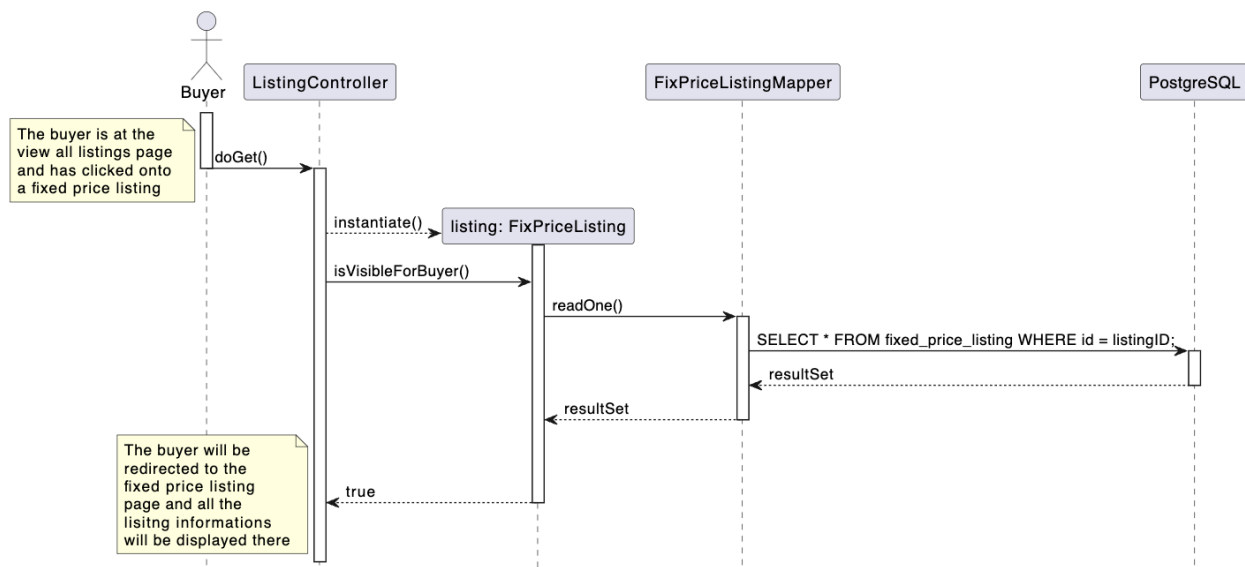 Buyer
ListingController
FixPriceListingMapper
PostgreSQL
The buyer is at the
view all listings page
and has clicked onto
a fixed price listing
doGet()
instantiate()
listing: FixPriceListing
isVisibleForBuyer()
readOne()
SELECT * FROM fixed_price_listing WHERE id = listingID;
resultSet
resultSet
The buyer will be
redirected to the
fixed price listing
page and all the
lisitng informations
will be displayed there
true